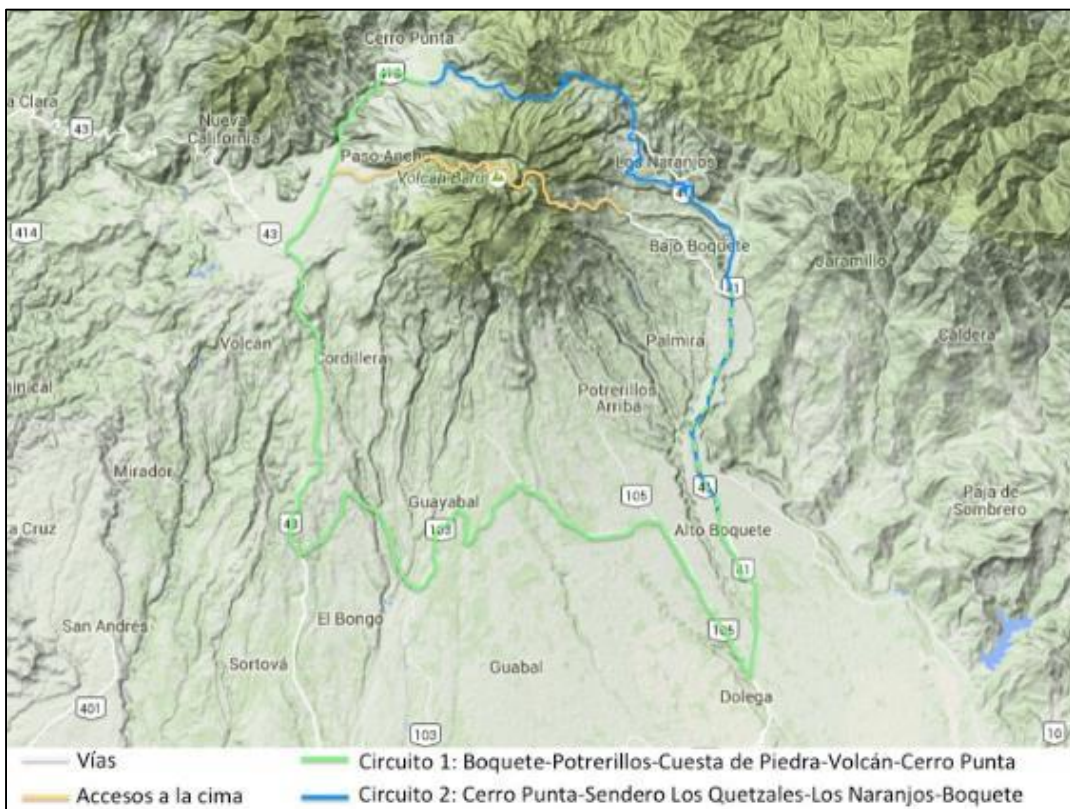 Cerro Punta
a Clara
43
Nueva
California
Paso Ancho
Volcán Barú
Los Naranjos
414
43
Bajo Boquete
Jaramillo
Volcán
Cordillera
Palmira
Caldera
minical
Potrerillos
Arriba
Mirador
43
Guayabal
103
105
41
Alto Boquete
Paja de
Sombrero
ta Cruz
41
San Andrés
El Bongo
105
Sortová
Guabal
Dolega
401
103
10
Vías
Circuito 1: Boquete-Potrerillos-Cuesta de Piedra-Volcán-Cerro Punta
Accesos a la cima
Circuito 2: Cerro Punta-Sendero Los Quetzales-Los Naranjos-Boquete